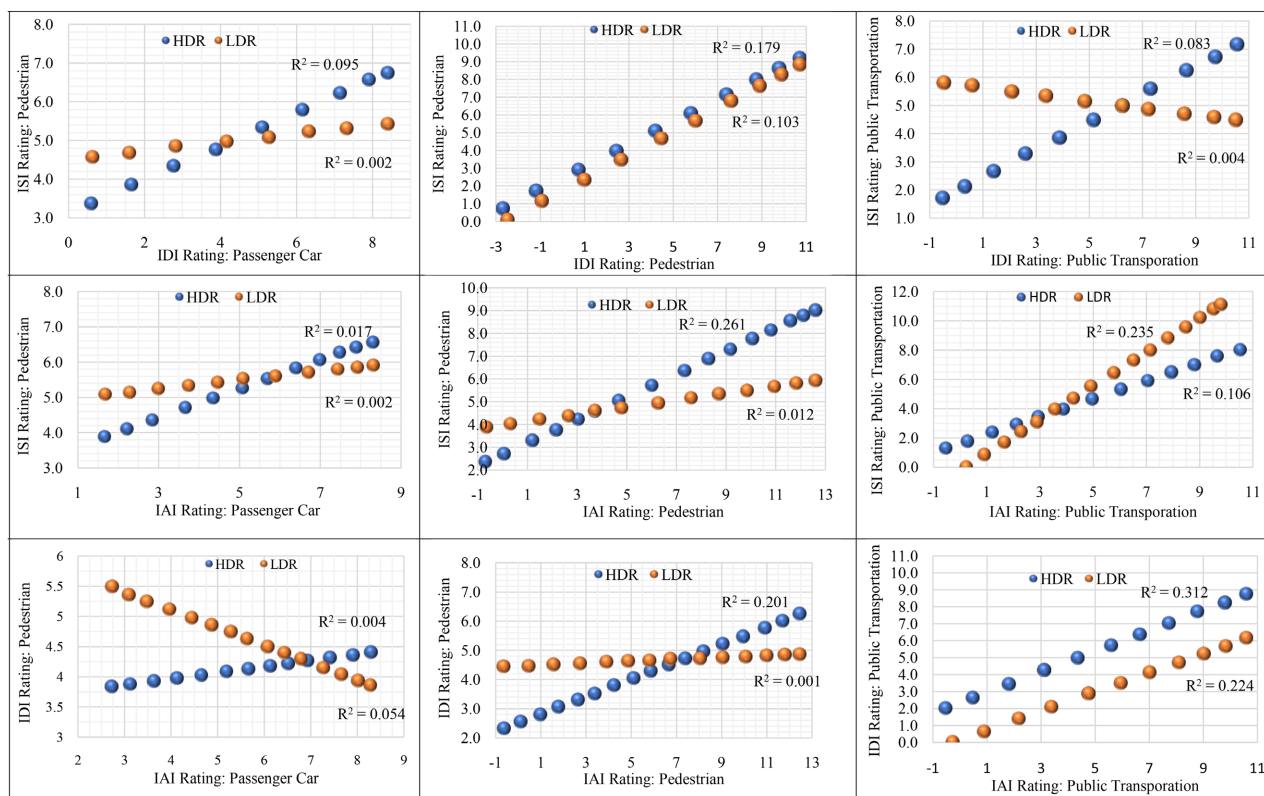 8.0
7.0
6.0
5.0
4.0
3.0
0 2 4 6 8
HDR LDR
R² = 0.095
R² = 0.002
ISI Rating: Pedestrian
IDI Rating: Passenger Car
11.0
10.0
9.0
8.0
7.0
6.0
5.0
4.0
3.0
2.0
1.0
0.0
-3 -1 1 3 5 7 9 11
HDR LDR
R² = 0.179
R² = 0.103
ISI Rating: Pedestrian
IDI Rating: Pedestrian
8.0
7.0
6.0
5.0
4.0
3.0
2.0
1.0
-1 1 3 5 7 9 11
HDR LDR
R² = 0.083
R² = 0.004
ISI Rating: Public Transportation
IDI Rating: Public Transporation
8.0
7.0
6.0
5.0
4.0
3.0
1 3 5 7 9
HDR LDR
R² = 0.017
R² = 0.002
ISI Rating: Pedestrian
IAI Rating: Passenger Car
10.0
9.0
8.0
7.0
6.0
5.0
4.0
3.0
2.0
-1 1 3 5 7 9 11 13
HDR LDR
R² = 0.261
R² = 0.012
ISI Rating: Pedestrian
IAI Rating: Pedestrian
12.0
10.0
8.0
6.0
4.0
2.0
0.0
-1 1 3 5 7 9 11
HDR LDR
R² = 0.235
R² = 0.106
ISI Rating: Public Transportation
IAI Rating: Public Transporation
6
5.5
5
4.5
4
3.5
3
2 3 4 5 6 7 8 9
HDR LDR
R² = 0.004
R² = 0.054
IDI Rating: Pedestrian
IAI Rating: Passenger Car
8.0
7.0
6.0
5.0
4.0
3.0
2.0
-1 1 3 5 7 9 11 13
HDR LDR
R² = 0.201
R² = 0.001
IDI Rating: Pedestrian
IAI Rating: Pedestrian
11.0
10.0
9.0
8.0
7.0
6.0
5.0
4.0
3.0
2.0
1.0
0.0
-1 1 3 5 7 9 11
HDR LDR
R² = 0.312
R² = 0.224
IDI Rating: Public Transportation
IAI Rating: Public Transporation